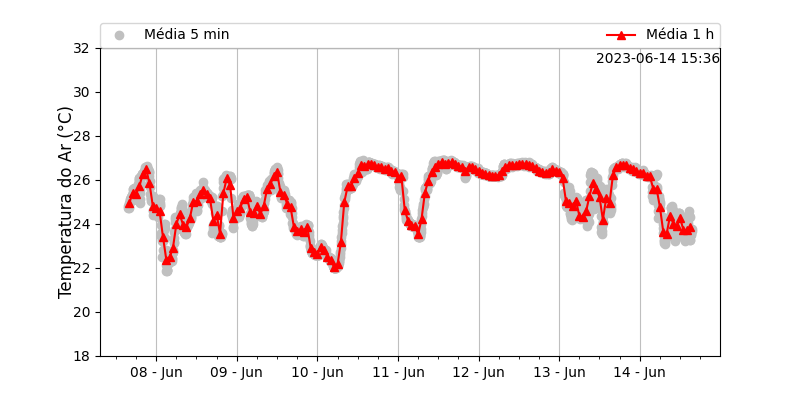 Média 5 min
Média 1 h
2023-06-14 15:36
Temperatura do Ar (°C)
32
30
28
26
24
22
20
18
08 - Jun
09 - Jun
10 - Jun
11 - Jun
12 - Jun
13 - Jun
14 - Jun